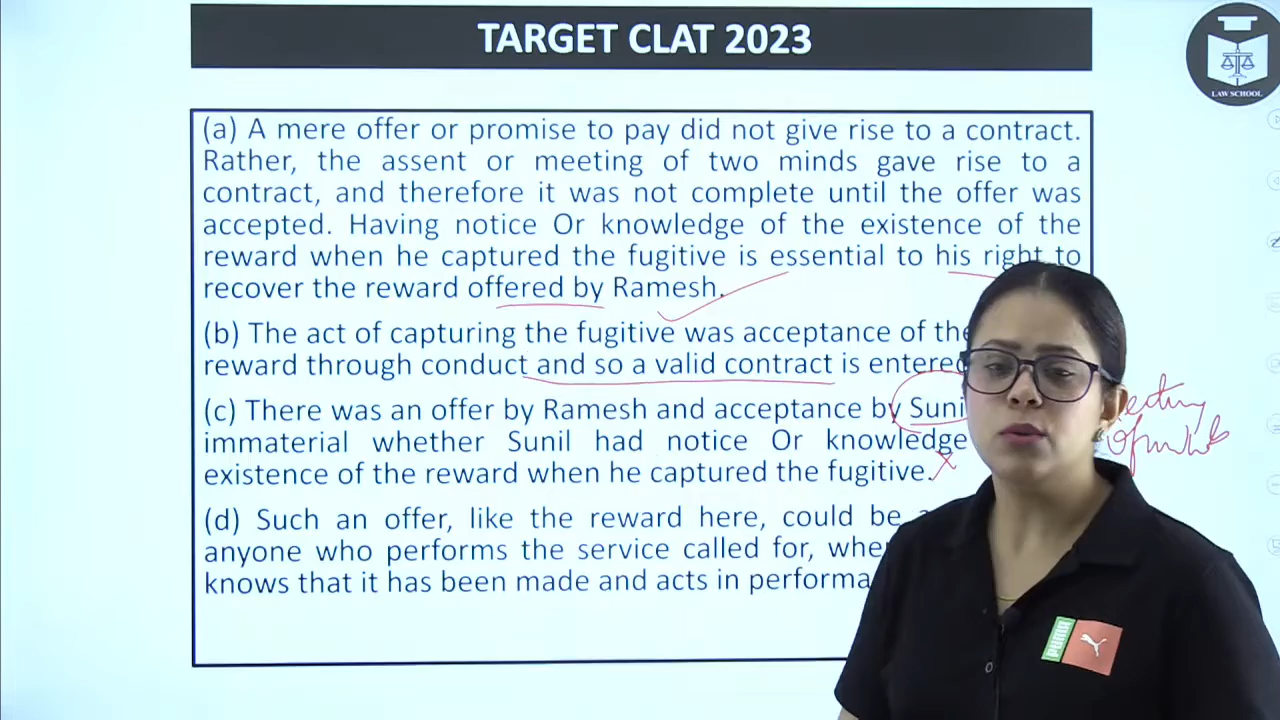 TARGET CLAT 2023
LAW SCHOOL
(a) A mere offer or promise to pay did not give rise to a contract.
Rather, the assent or meeting of two minds gave rise to a
contract, and therefore it was not complete until the offer was
accepted. Having notice Or knowledge of the existence of the
reward when he captured the fugitive is essential to his right to
recover the reward offered by Ramesh.
(b) The act of capturing the fugitive was acceptance of the
reward through conduct and so a valid contract is entered
(c) There was an offer by Ramesh and acceptance by Suni
immaterial whether Sunil had notice Or knowledge
existence of the reward when he captured the fugitive.
(d) Such an offer, like the reward here, could be
anyone who performs the service called for, whe
knows that it has been made and acts in performa
PUMA